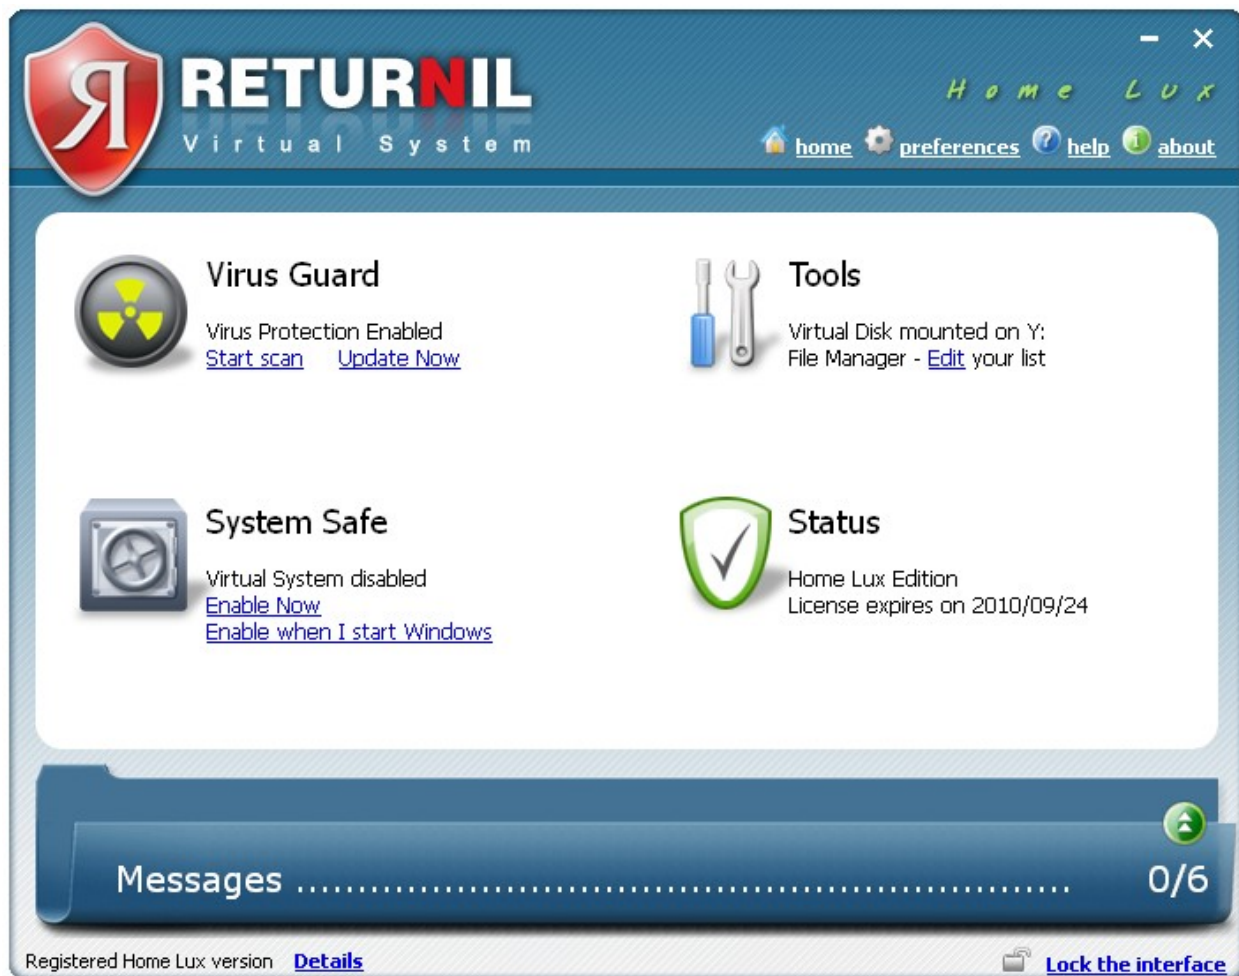 RETURNIL
Virtual System
Home Lux
home preferences help about
Virus Guard
Virus Protection Enabled
Start scan Update Now
Tools
Virtual Disk mounted on Y:
File Manager - Edit your list
System Safe
Virtual System disabled
Enable Now
Enable when I start Windows
Status
Home Lux Edition
License expires on 2010/09/24
Messages ............................................................... 0/6
Registered Home Lux version Details
Lock the interface